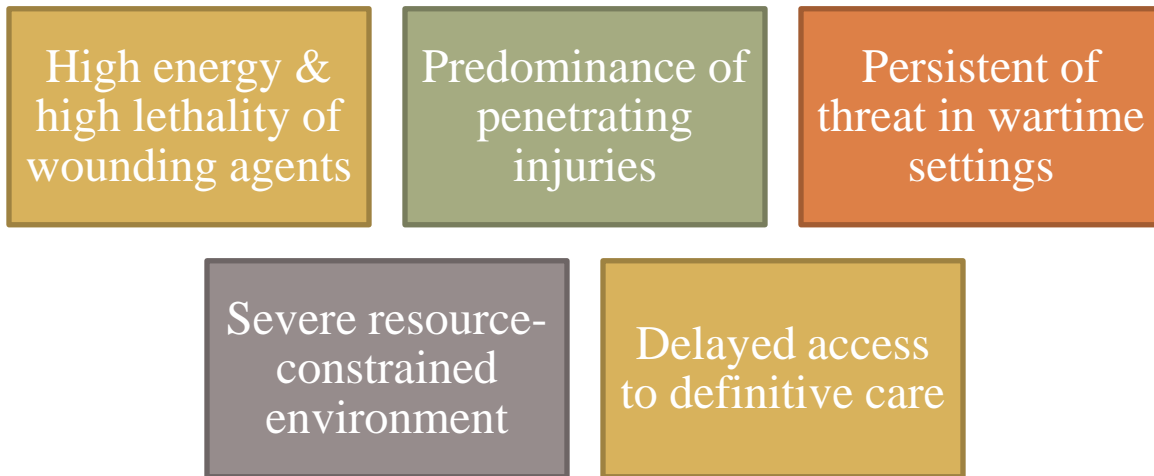 High energy &
high lethality of
wounding agents
Predominance of
penetrating
injuries
Persistent of
threat in wartime
settings
Severe resource-
constrained
environment
Delayed access
to definitive care